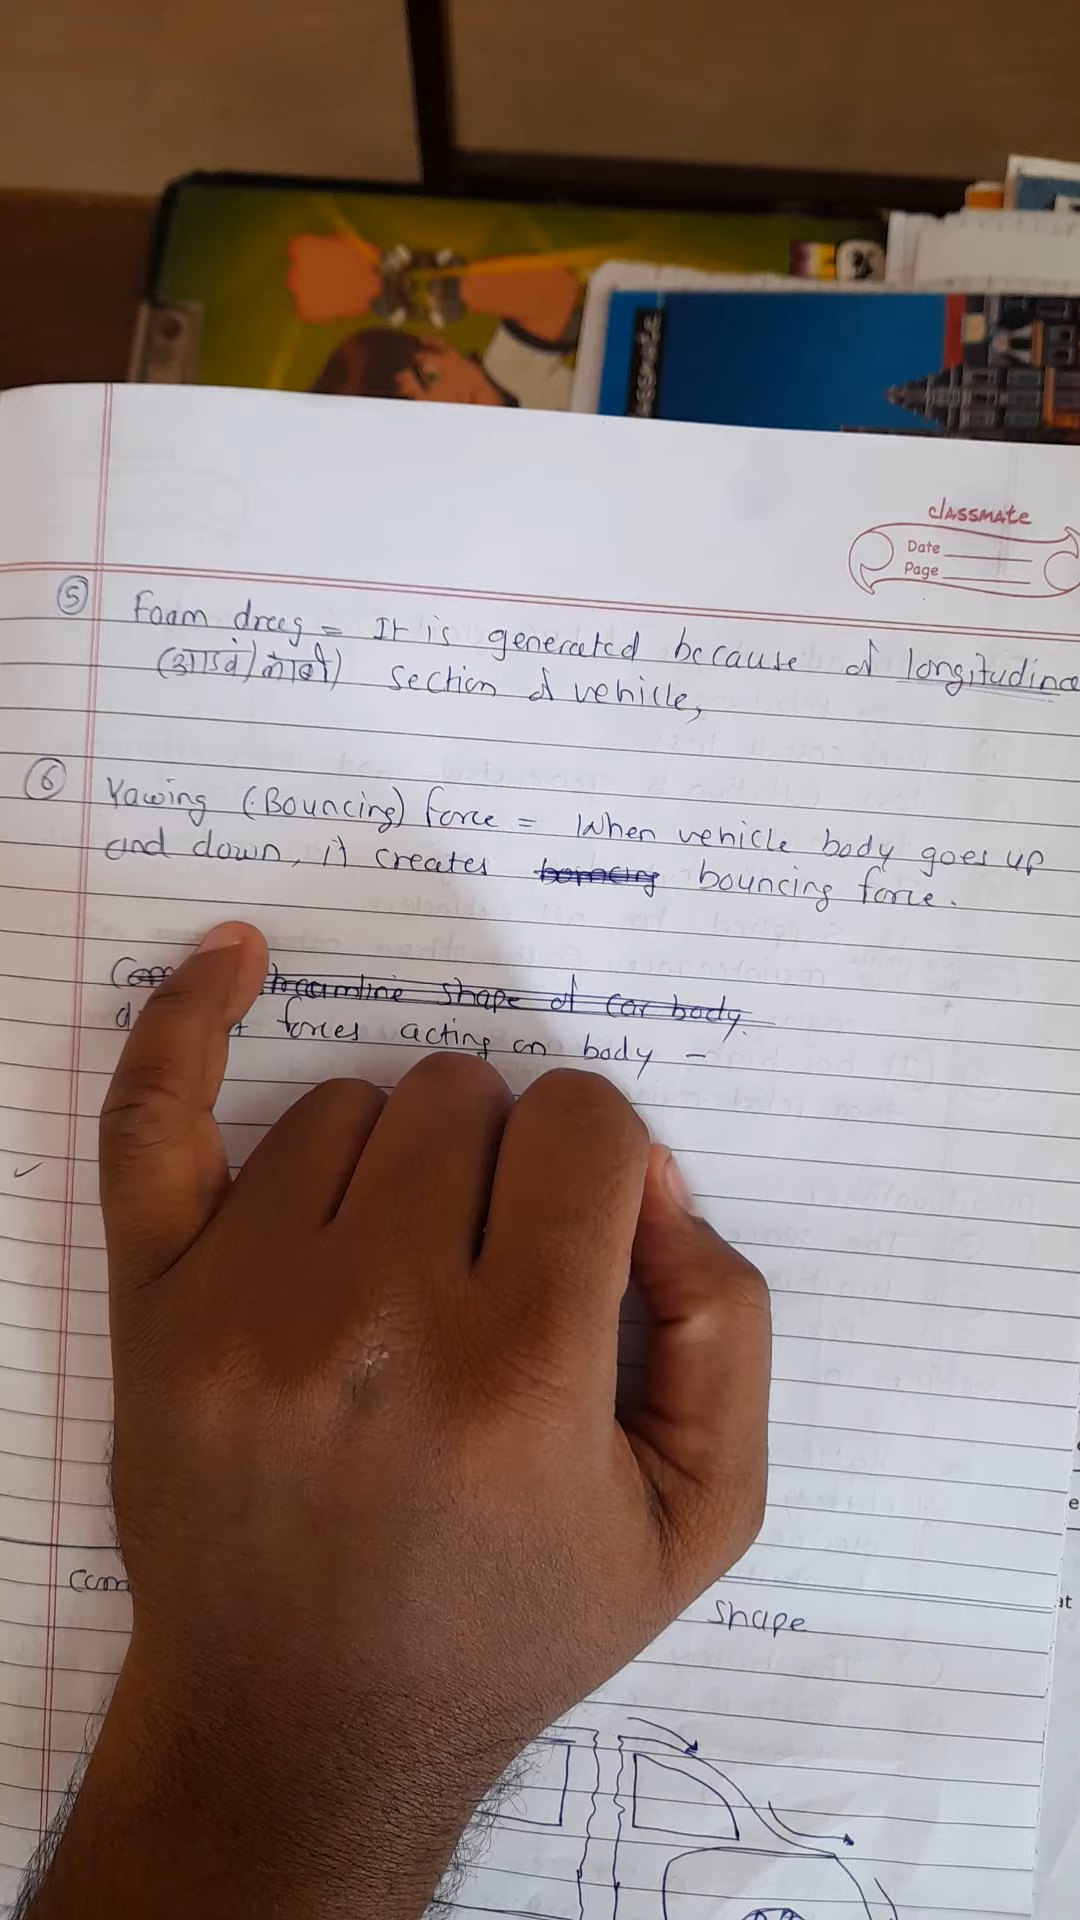 classmate
classmate
Date
Page
⑤ Foam drag = It is generated because of longitudina
(आडवे) section of vehicle,
⑥ Yawing (Bouncing) force = When vehicle body goes up
and down, it creates bouncing force.
streamline shape of car body.
forces acting on body -
shape